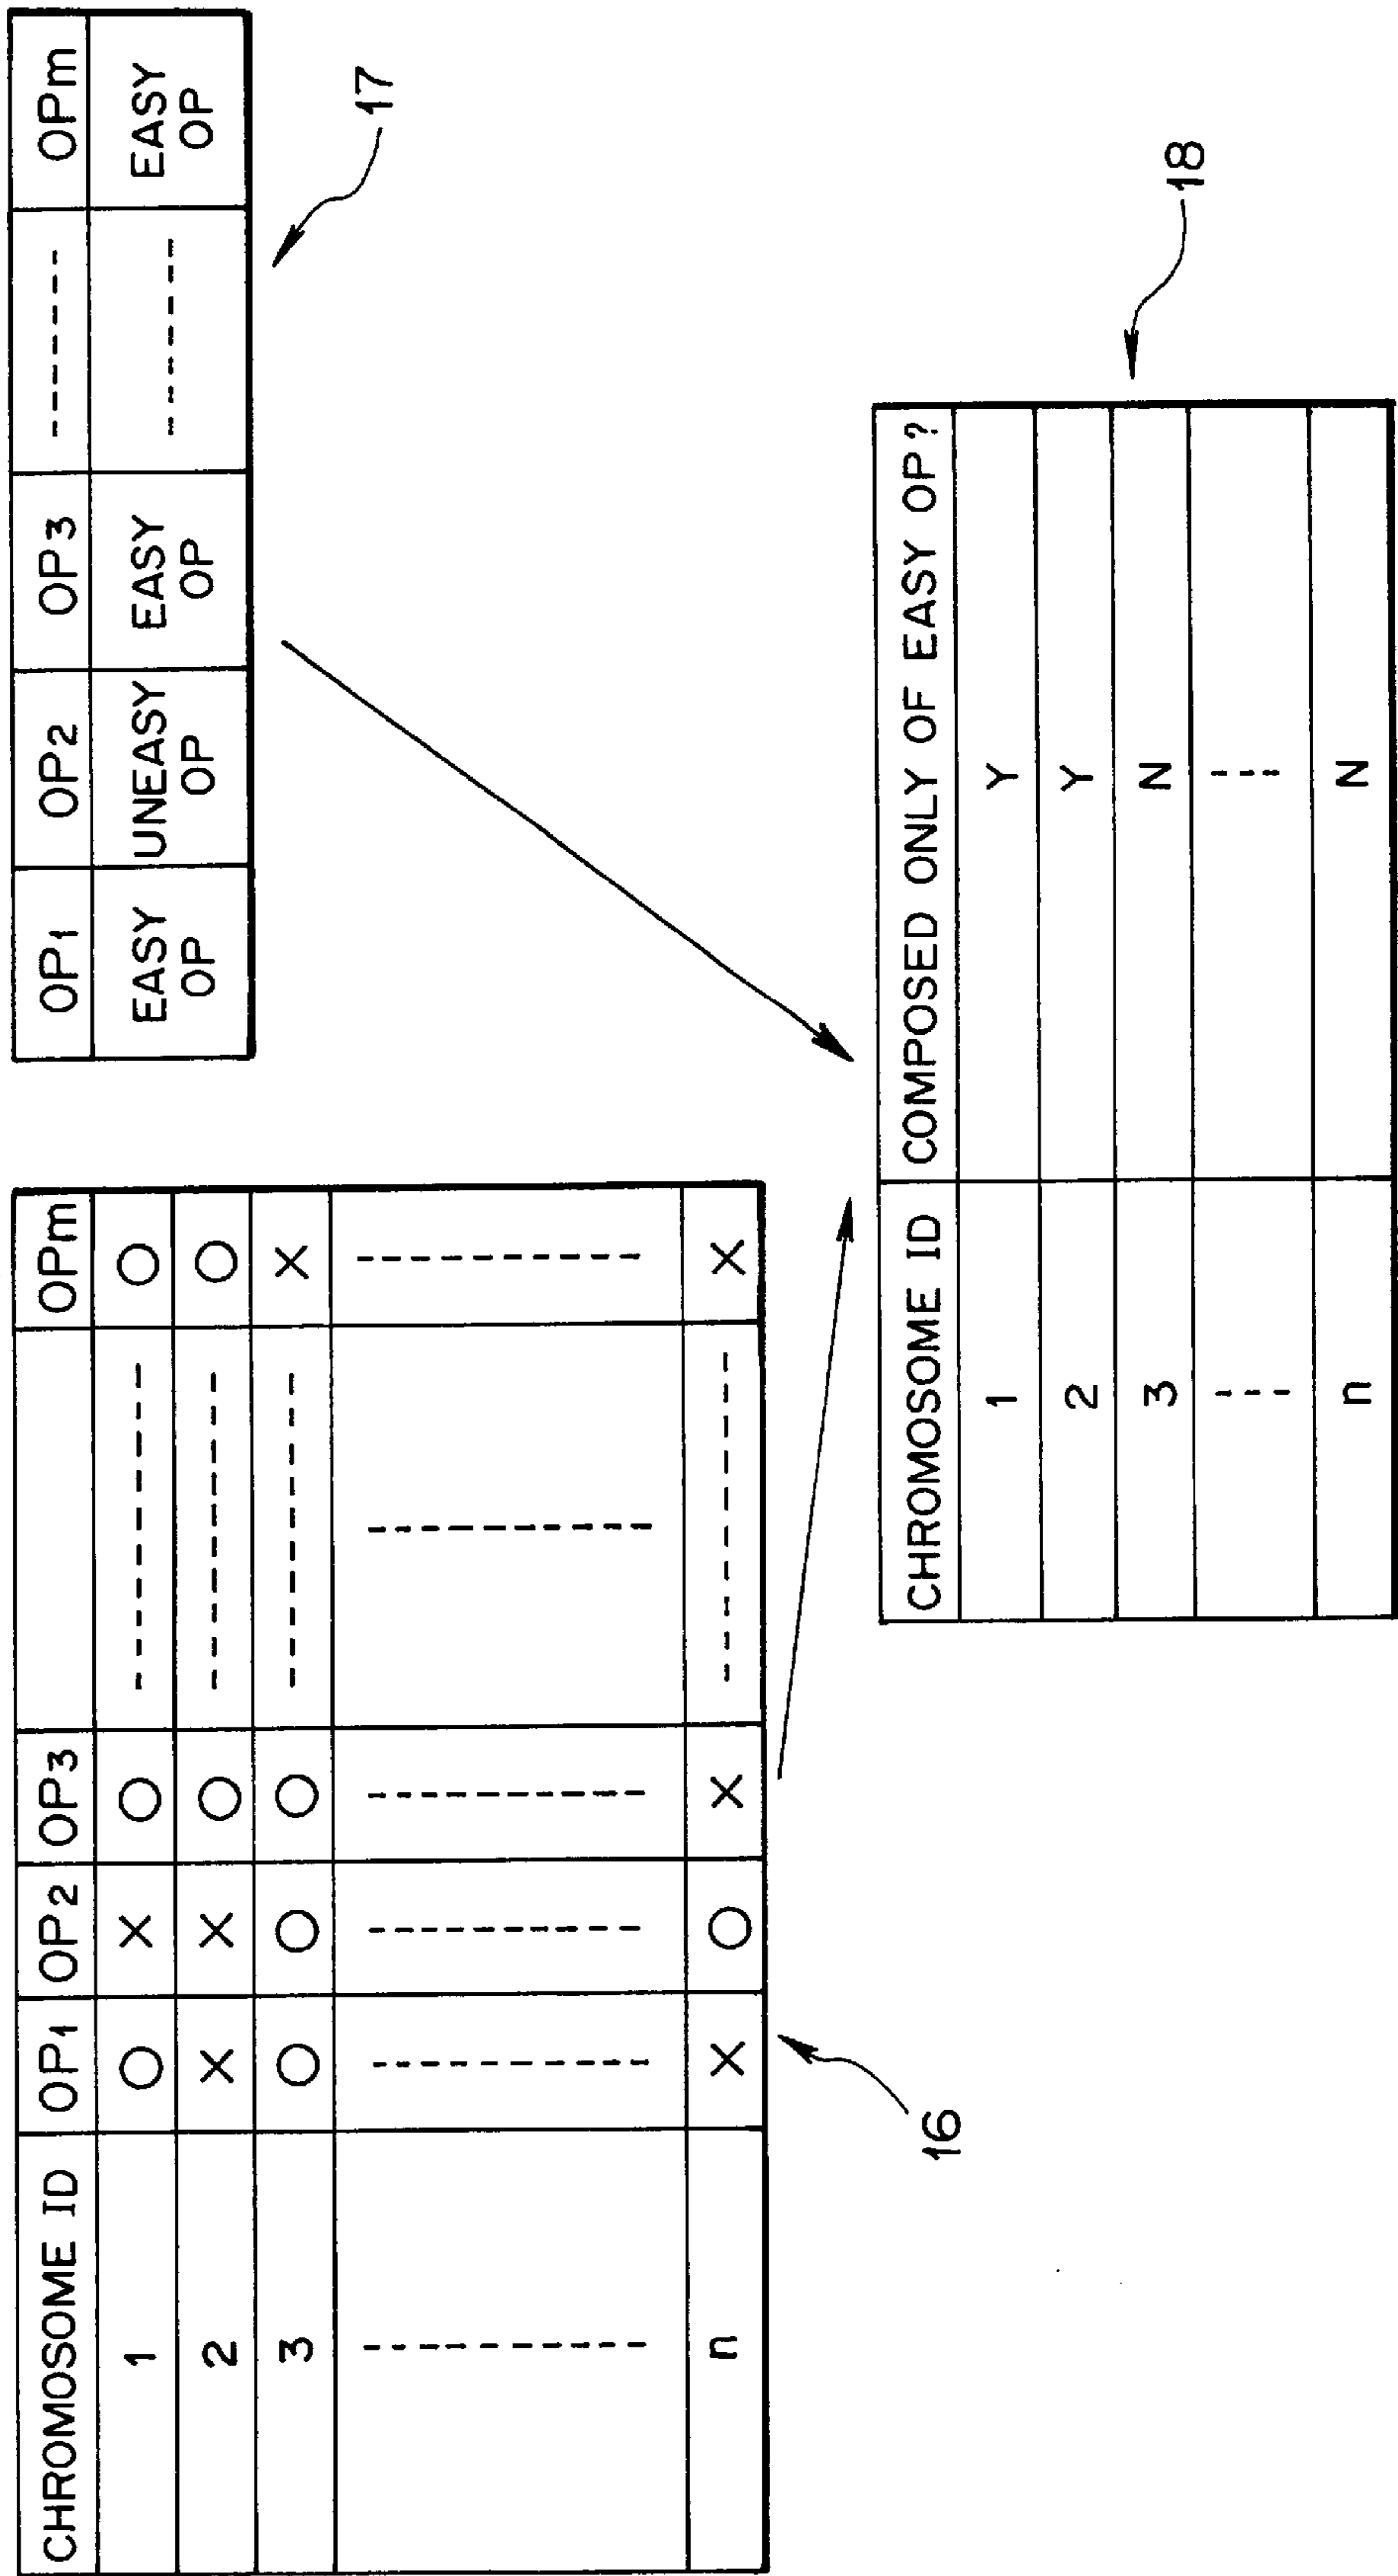 CHROMOSOME ID OP1 OP2 OP3 OPm
1 ○ × ○ ---------- ○
2 × × ○ ---------- ○
3 ○ ○ ○ ---------- ×
n × ○ × ---------- ×
16
OP1 OP2 OP3 ------ OPm
EASY OP UNEASY OP EASY OP ------ EASY OP
17
CHROMOSOME ID COMPOSED ONLY OF EASY OP?
1 Y
2 Y
3 N
--- ---
n N
18